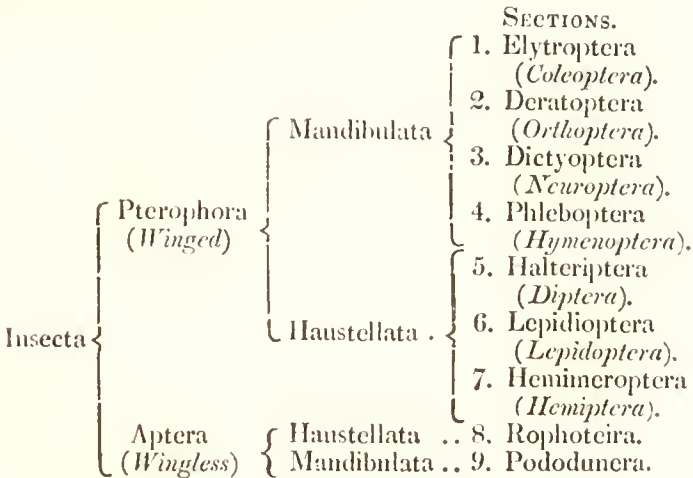 SECTIONS.
1. Elytroptera
(Coleoptera).
2. Deratoptera
Mandibulata
(Orthoptera).
3. Dictyoptera
(Neuroptera).
Pterophora
4. Phleboptera
(Winged)
(Hymenoptera).
5. Halteriptera
(Diptera).
Insecta
Haustellata .
6. Lepidioptera
(Lepidoptera).
7. Hemimeroptera
(Hemiptera).
Aptera
Haustellata .. 8. Rophoteira.
(Wingless)
Mandibulata .. 9. Pododunera.